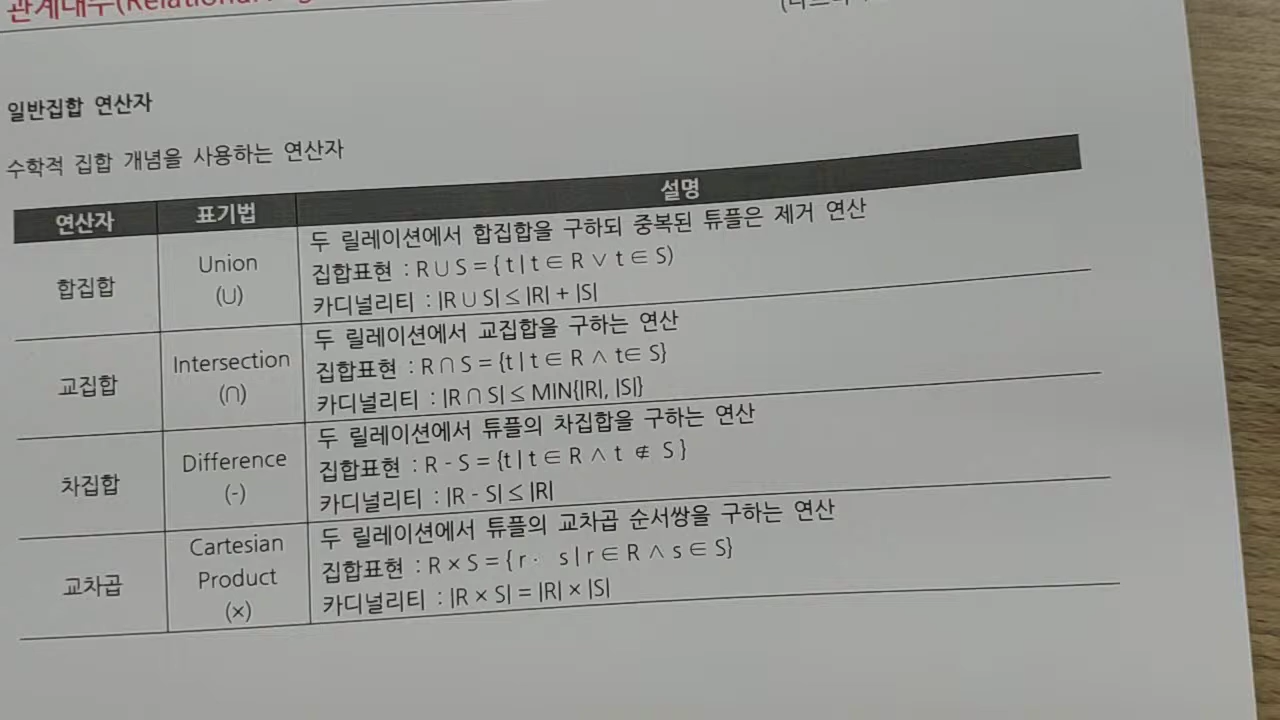 일반집합 연산자
수학적 집합 개념을 사용하는 연산자
연산자 표기법 설명
합집합
Union
(∪)
두 릴레이션에서 합집합을 구하되 중복된 튜플은 제거 연산
집합표현 : R ∪ S = { t | t ∈ R ∨ t ∈ S)
카디널리티 : |R ∪ S| ≤ |R| + |S|
교집합
Intersection
(∩)
두 릴레이션에서 교집합을 구하는 연산
집합표현 : R ∩ S = {t | t ∈ R ∧ t∈ S}
카디널리티 : |R ∩ S| ≤ MIN{|R|, |S|}
차집합
Difference
(-)
두 릴레이션에서 튜플의 차집합을 구하는 연산
집합표현 : R - S = {t | t ∈ R ∧ t ∉ S }
카디널리티 : |R - S| ≤ |R|
교차곱
Cartesian
Product
(×)
두 릴레이션에서 튜플의 교차곱 순서쌍을 구하는 연산
집합표현 : R × S = { r · s | r ∈ R ∧ s ∈ S}
카디널리티 : |R × S| = |R| × |S|